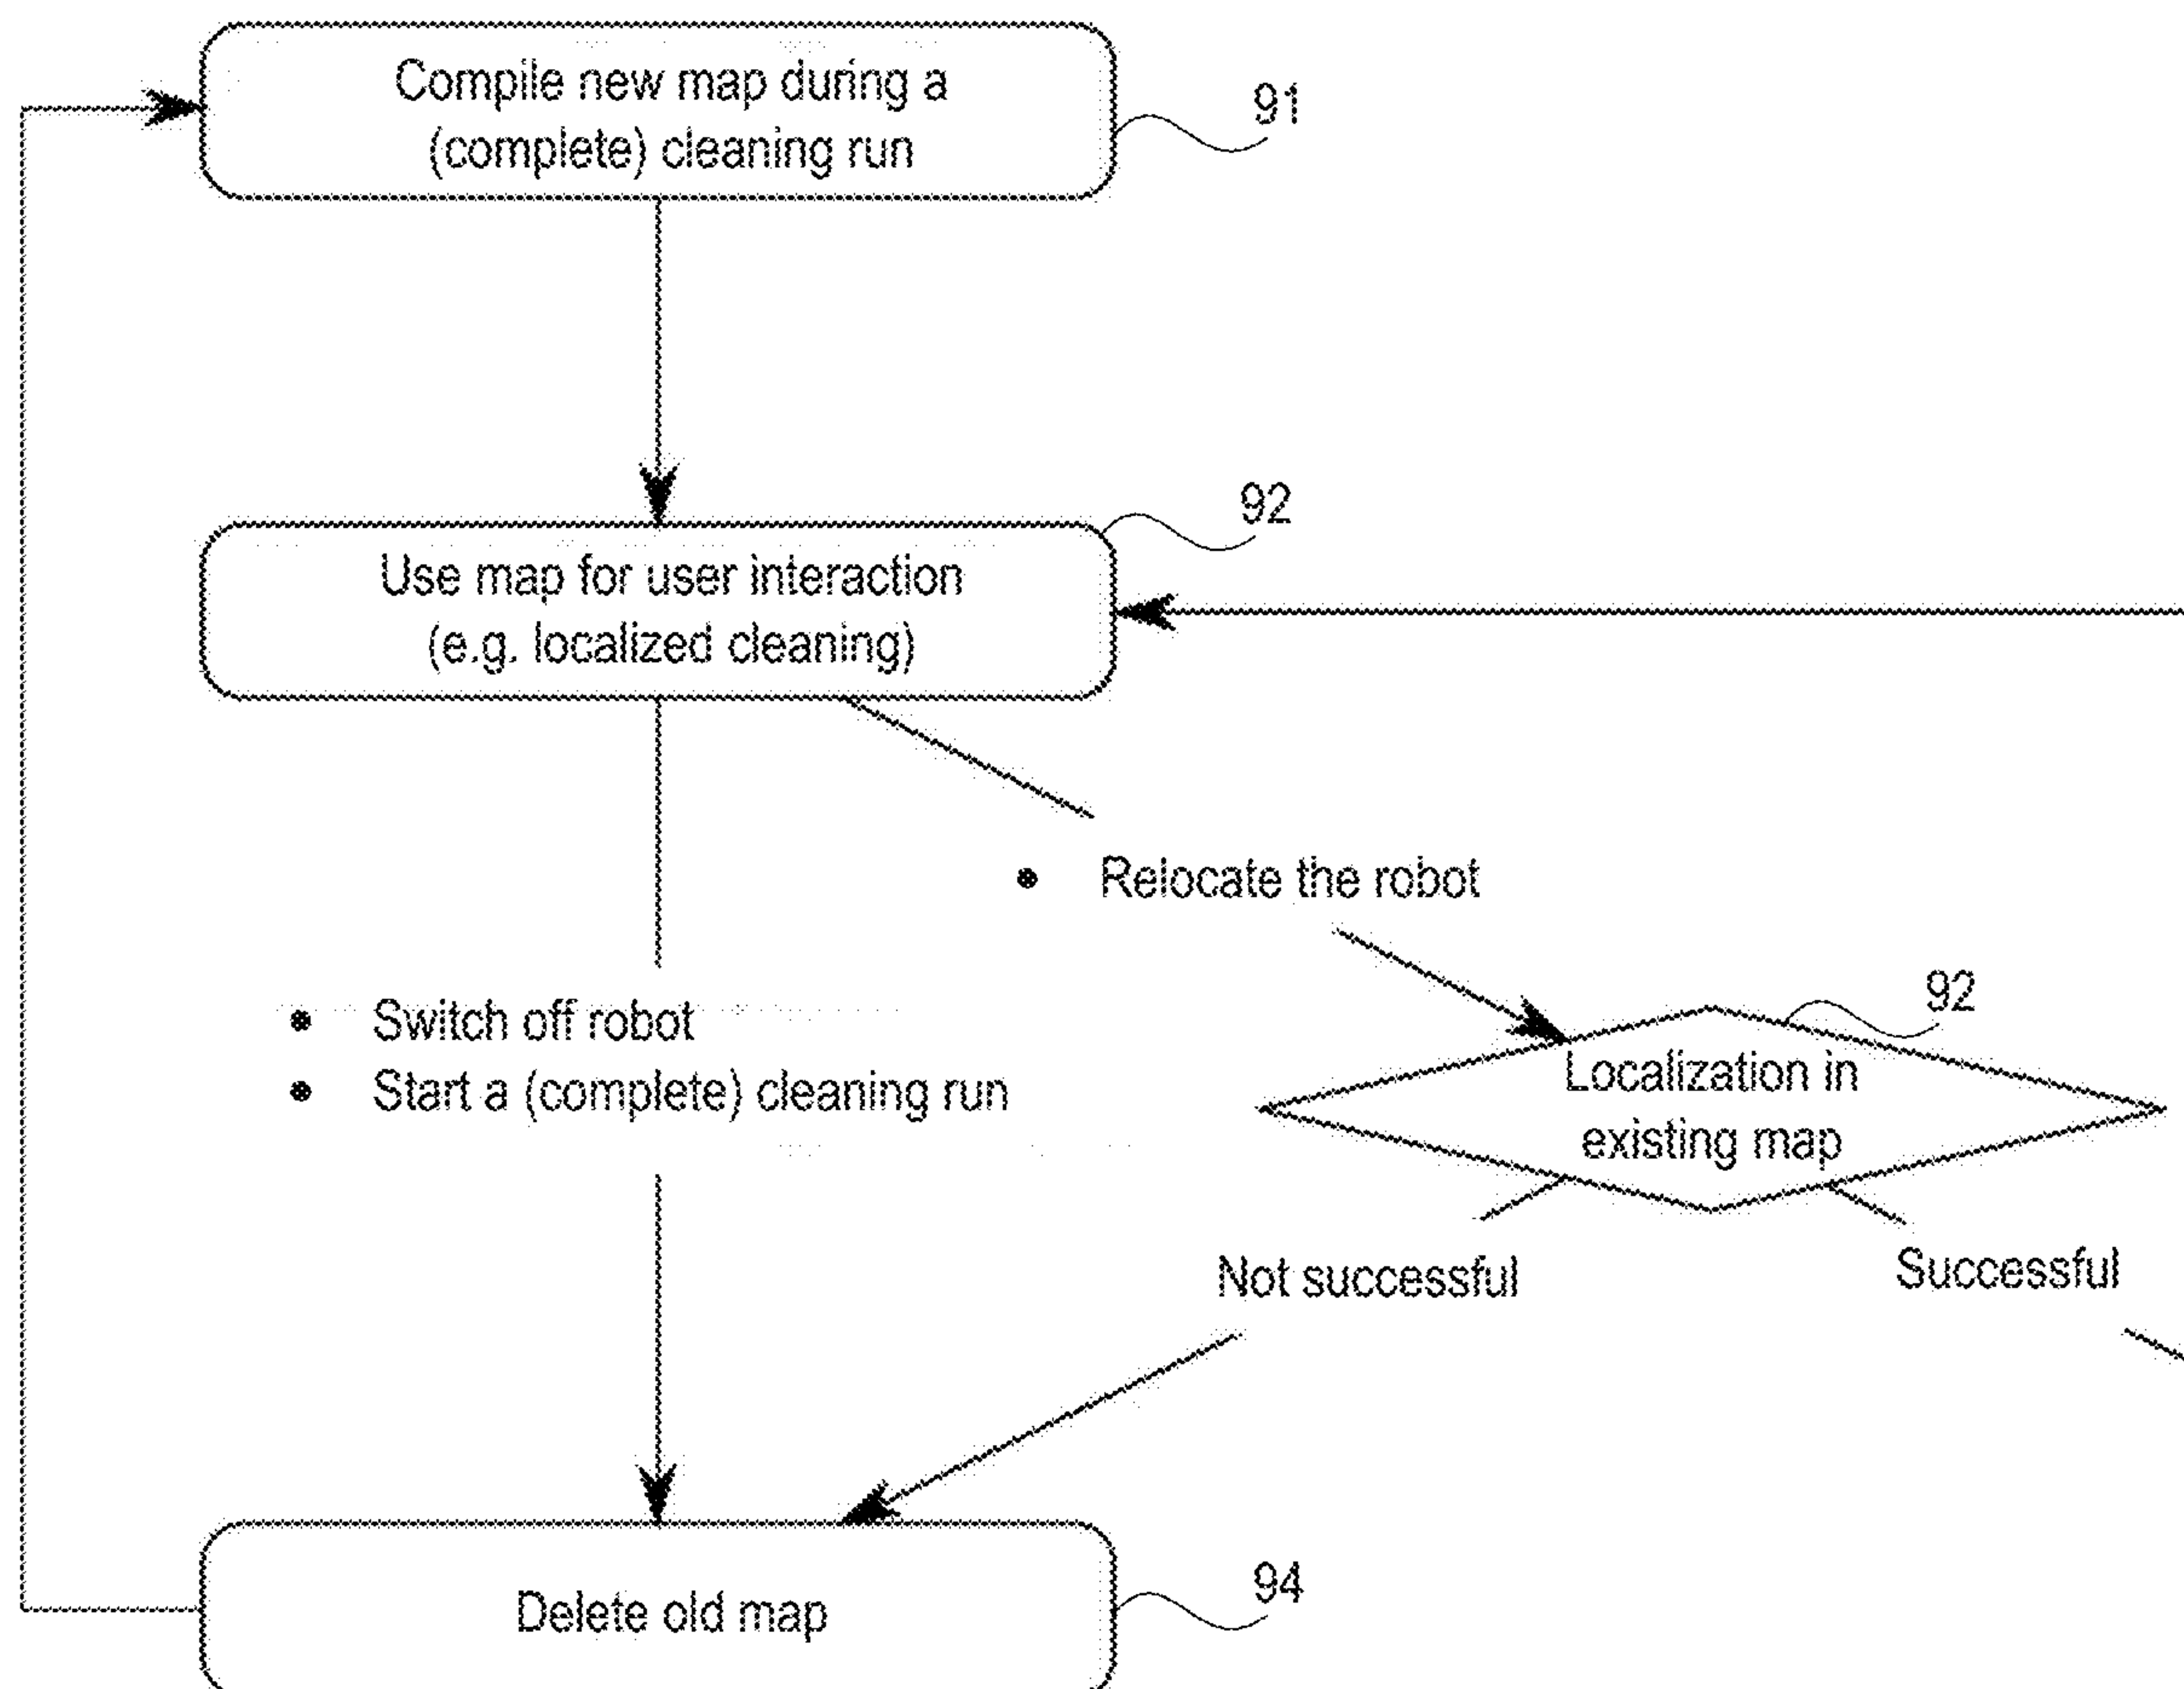 Compile new map during a
(complete) cleaning run
91
92
Use map for user interaction
(e.g. localized cleaning)
• Relocate the robot
• Switch off robot
• Start a (complete) cleaning run
92
Localization in
existing map
Not successful
Successful
Delete old map
94